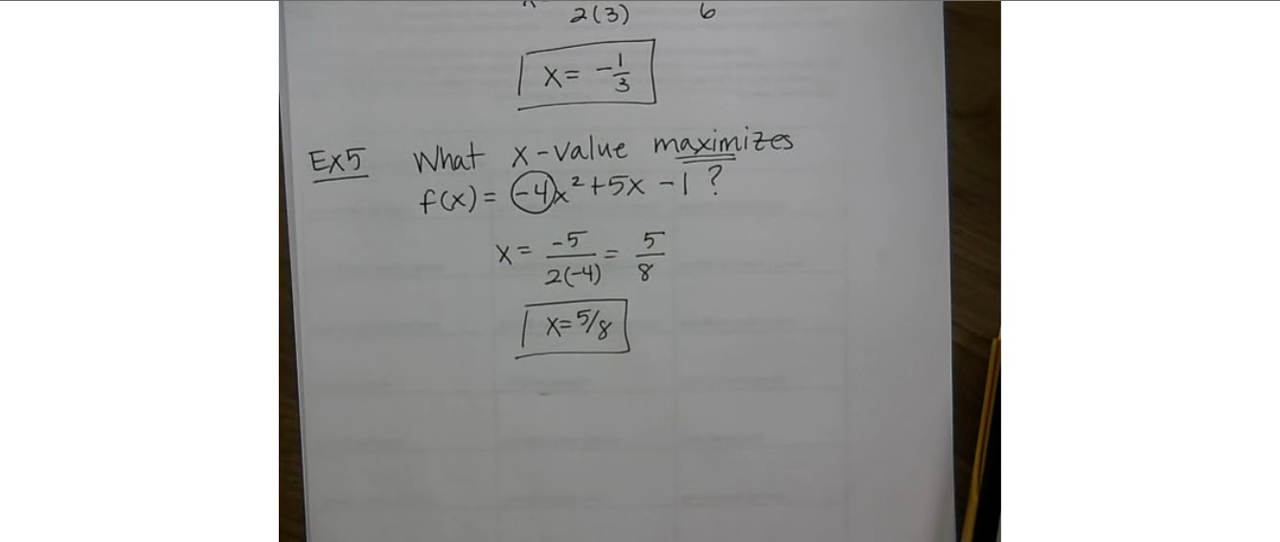 2(3) 6
x = -1/3
Ex5 What x-value maximizes
f(x) = -4x²+5x -1 ?
x = -5/2(-4) = 5/8
x = 5/8